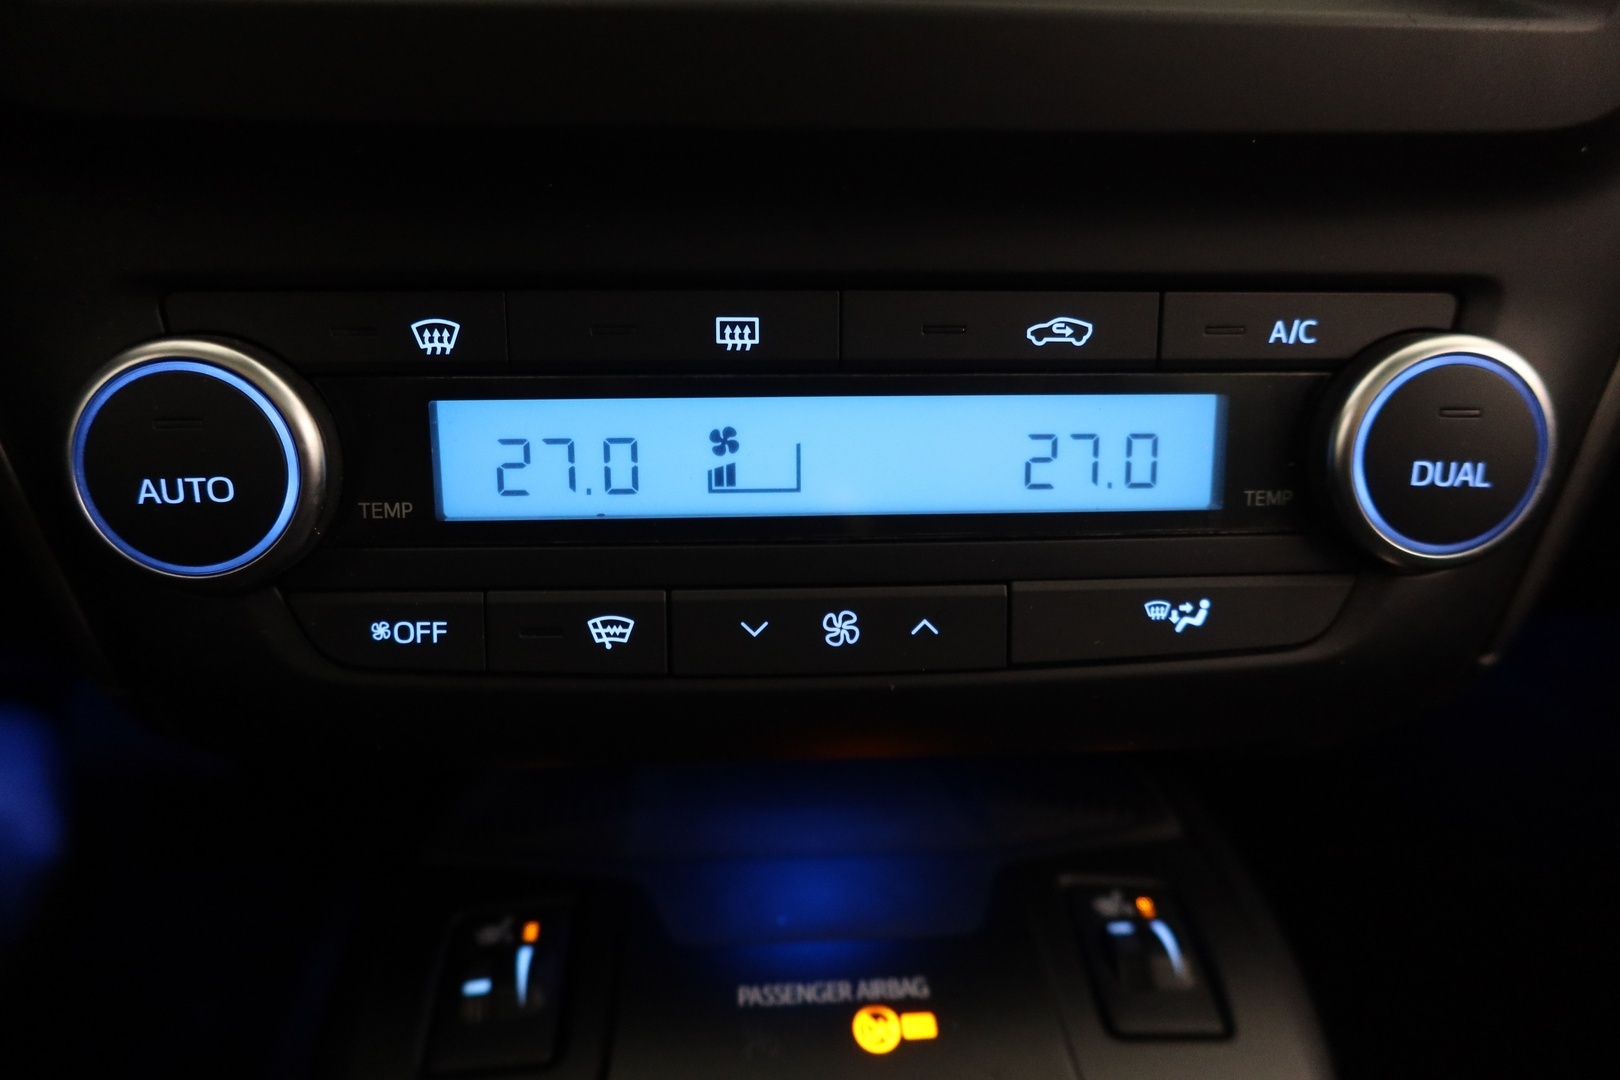 A/C
AUTO
TEMP
27.0
27.0
TEMP
DUAL
OFF
PASSENGER AIRBAG